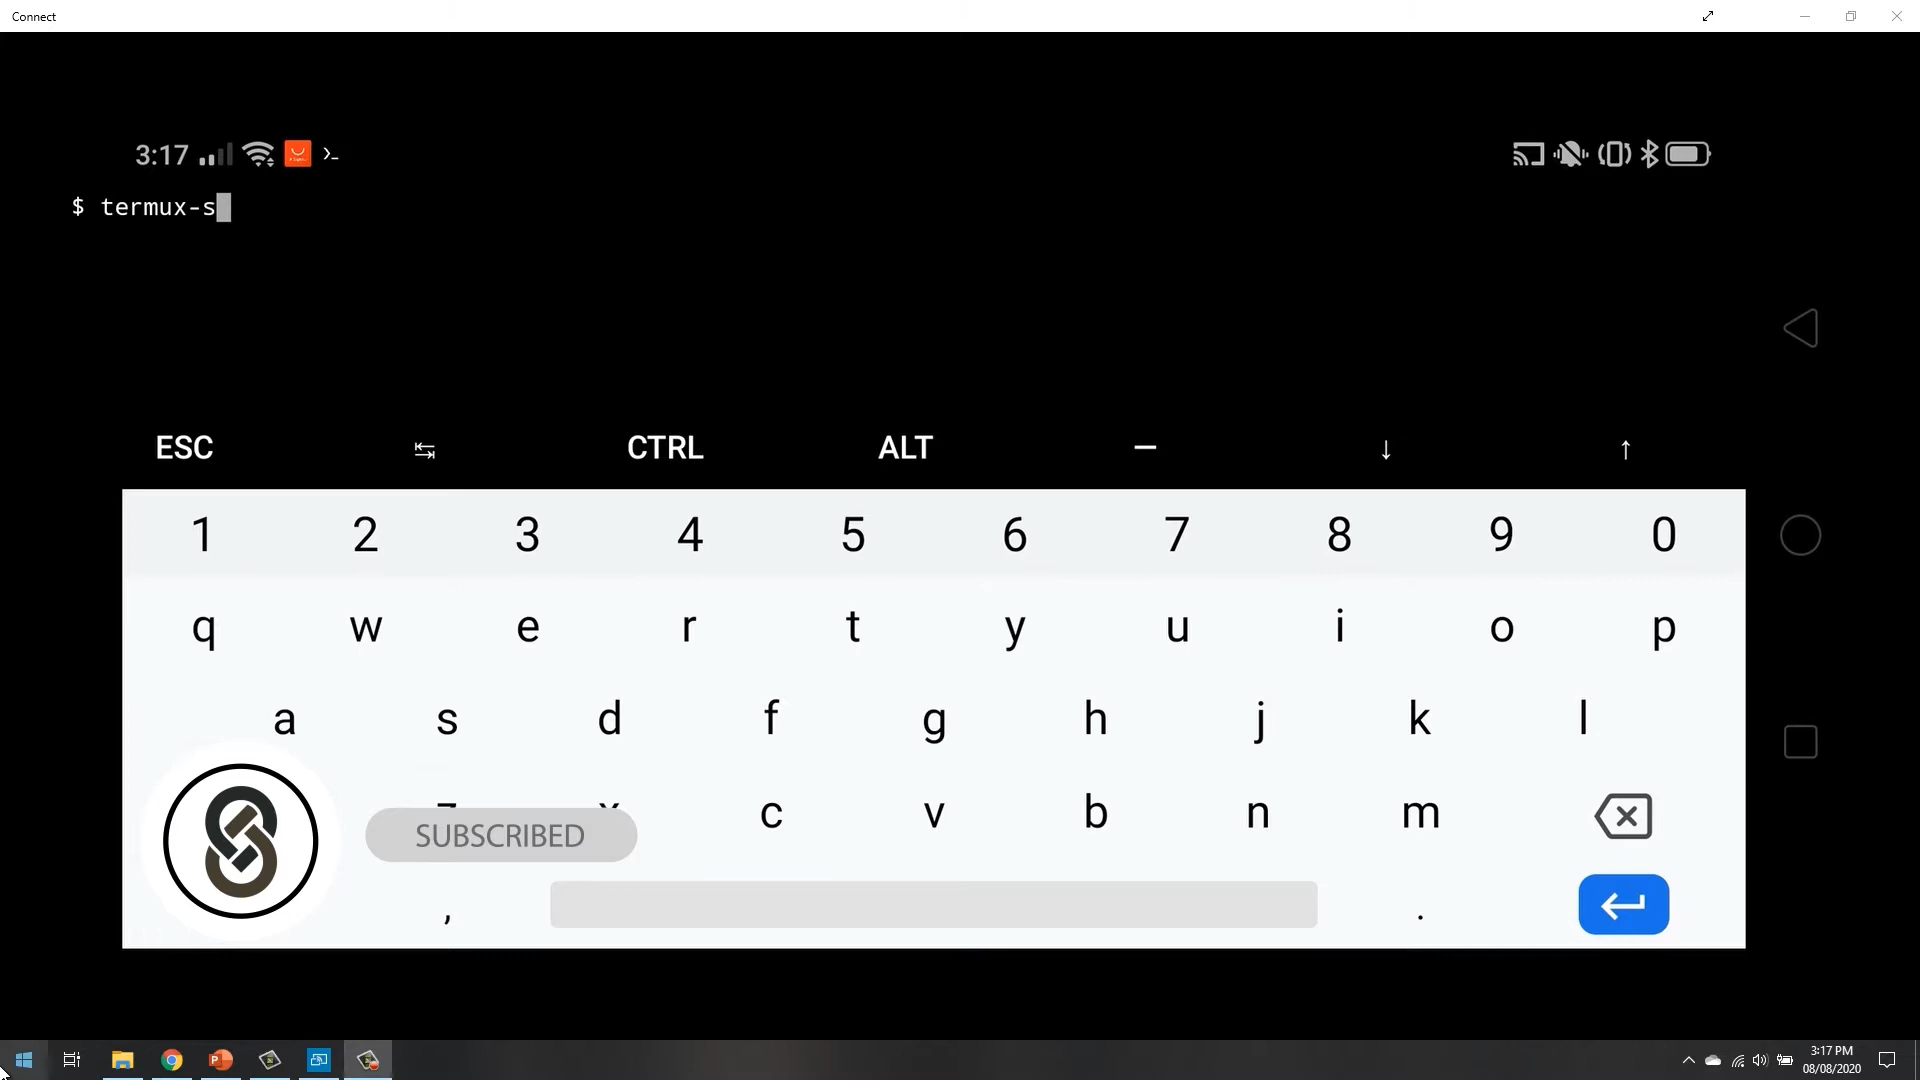 Connect
3:17
$ termux-s
ESC CTRL ALT —
1 2 3 4 5 6 7 8 9 0
q w e r t y u i o p
a s d f g h j k l
c v b n m
SUBSCRIBED
, .
3:17 PM
08/08/2020